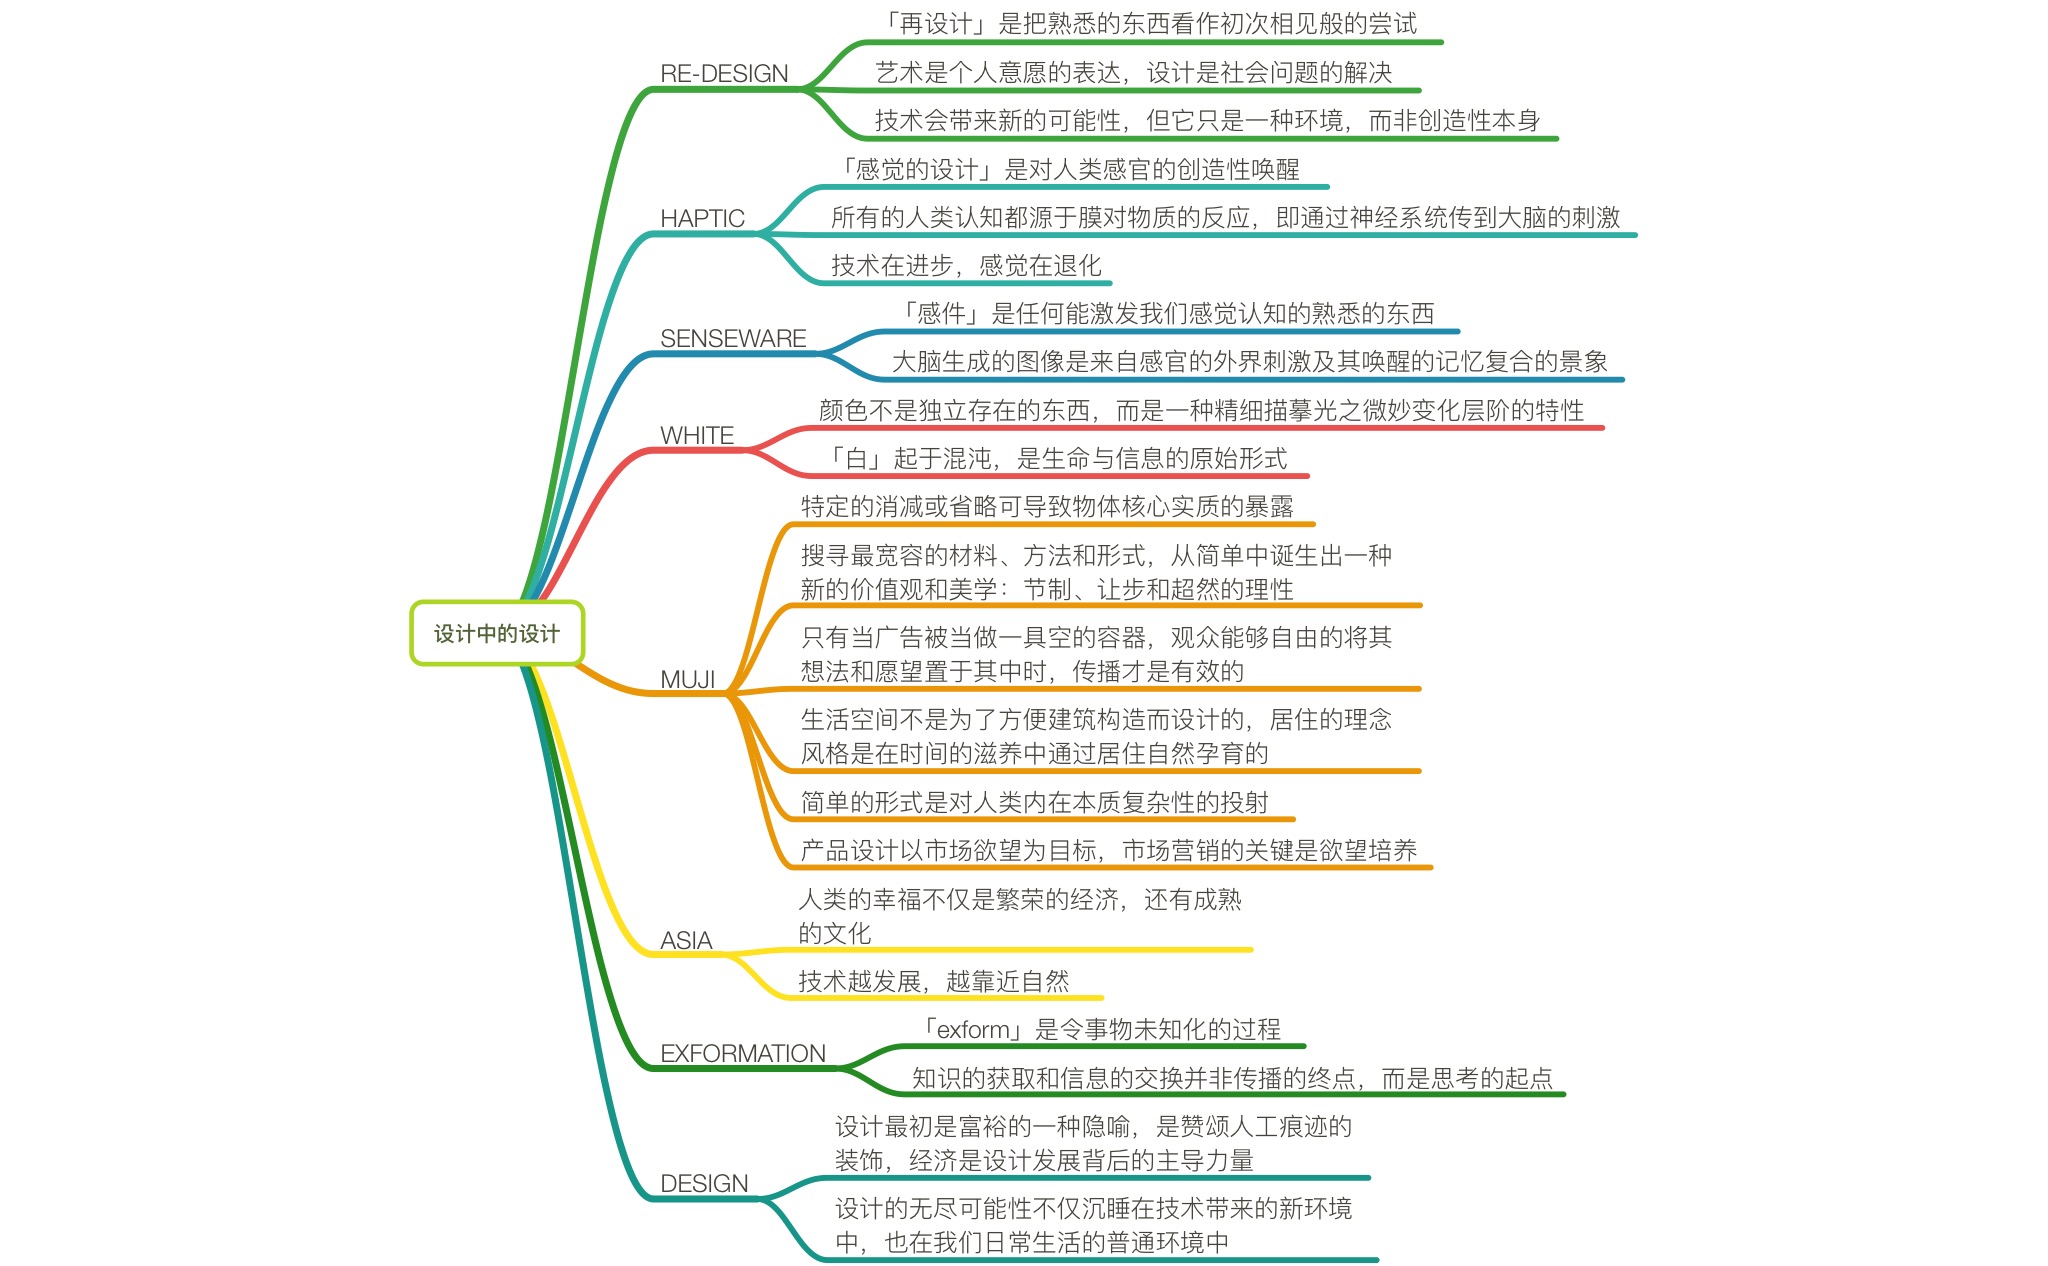 设计中的设计
RE-DESIGN
「再设计」是把熟悉的东西看作初次相见般的尝试
艺术是个人意愿的表达，设计是社会问题的解决
技术会带来新的可能性，但它只是一种环境，而非创造性本身
HAPTIC
「感觉的设计」是对人类感官的创造性唤醒
所有的人类认知都源于膜对物质的反应，即通过神经系统传到大脑的刺激
技术在进步，感觉在退化
SENSEWARE
「感件」是任何能激发我们感觉认知的熟悉的东西
大脑生成的图像是来自感官的外界刺激及其唤醒的记忆复合的景象
WHITE
颜色不是独立存在的东西，而是一种精细描摹光之微妙变化层阶的特性
「白」起于混沌，是生命与信息的原始形式
MUJI
特定的消减或省略可导致物体核心实质的暴露
搜寻最宽容的材料、方法和形式，从简单中诞生出一种
新的价值观和美学：节制、让步和超然的理性
只有当广告被当做一具空的容器，观众能够自由的将其
想法和愿望置于其中时，传播才是有效的
生活空间不是为了方便建筑构造而设计的，居住的理念
风格是在时间的滋养中通过居住自然孕育的
简单的形式是对人类内在本质复杂性的投射
产品设计以市场欲望为目标，市场营销的关键是欲望培养
ASIA
人类的幸福不仅是繁荣的经济，还有成熟
的文化
技术越发展，越靠近自然
EXFORMATION
「exform」是令事物未知化的过程
知识的获取和信息的交换并非传播的终点，而是思考的起点
DESIGN
设计最初是富裕的一种隐喻，是赞颂人工痕迹的
装饰，经济是设计发展背后的主导力量
设计的无尽可能性不仅沉睡在技术带来的新环境
中，也在我们日常生活的普通环境中